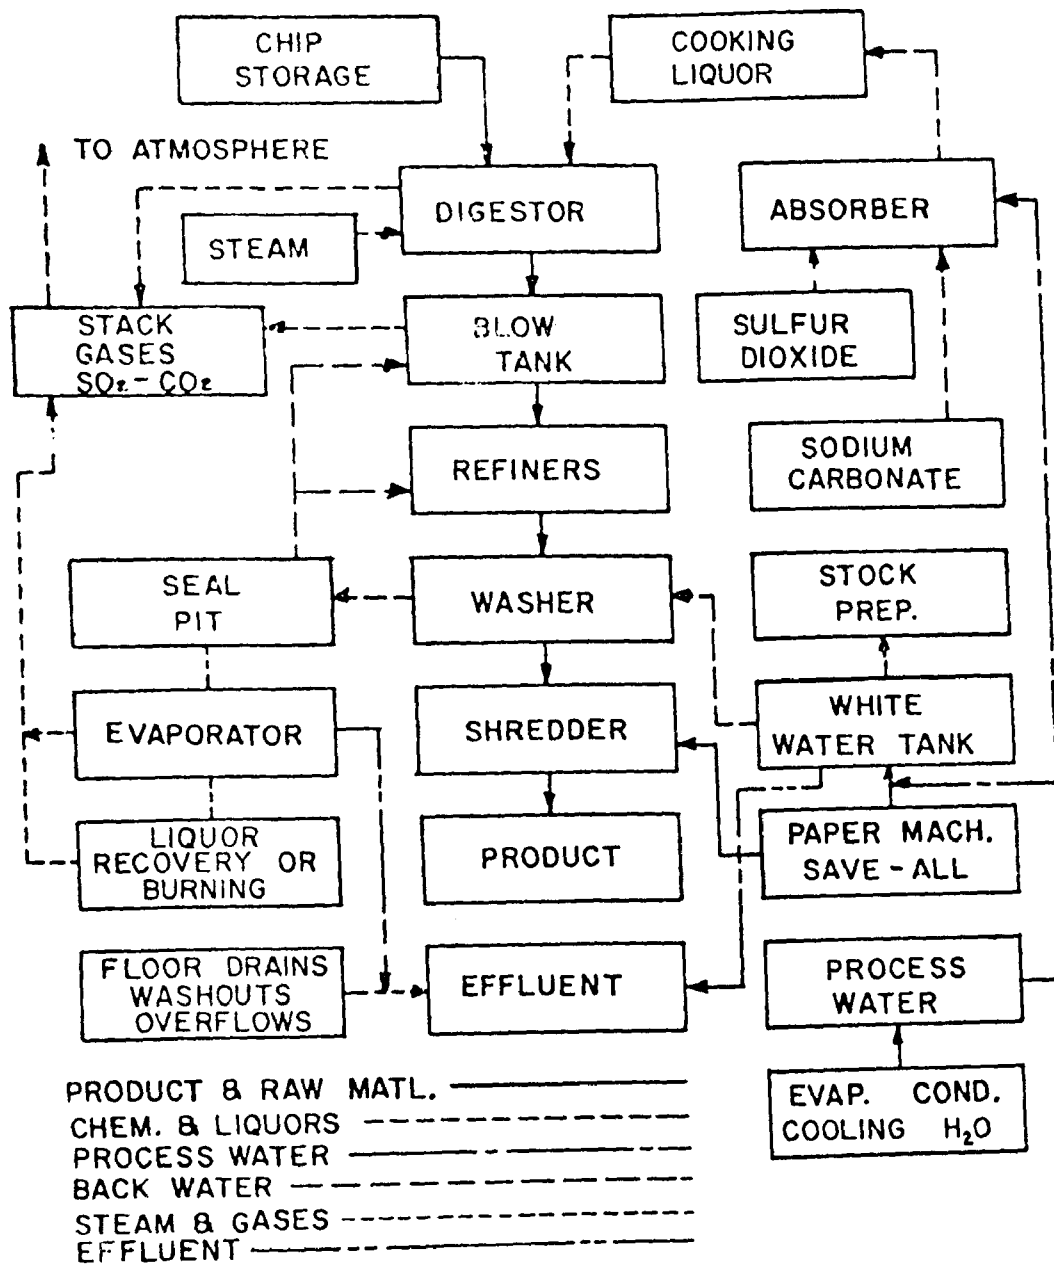 CHIP
STORAGE
COOKING
LIQUOR
TO ATMOSPHERE
DIGESTOR
ABSORBER
STEAM
STACK
GASES
SO₂-CO₂
BLOW
TANK
SULFUR
DIOXIDE
REFINERS
SODIUM
CARBONATE
SEAL
PIT
WASHER
STOCK
PREP.
EVAPORATOR
SHREDDER
WHITE
WATER TANK
LIQUOR
RECOVERY OR
BURNING
PRODUCT
PAPER MACH.
SAVE-ALL
FLOOR DRAINS
WASHOUTS
OVERFLOWS
EFFLUENT
PROCESS
WATER
EVAP. COND.
COOLING H₂O
PRODUCT & RAW MATL.
CHEM. & LIQUORS
PROCESS WATER
BACK WATER
STEAM & GASES
EFFLUENT